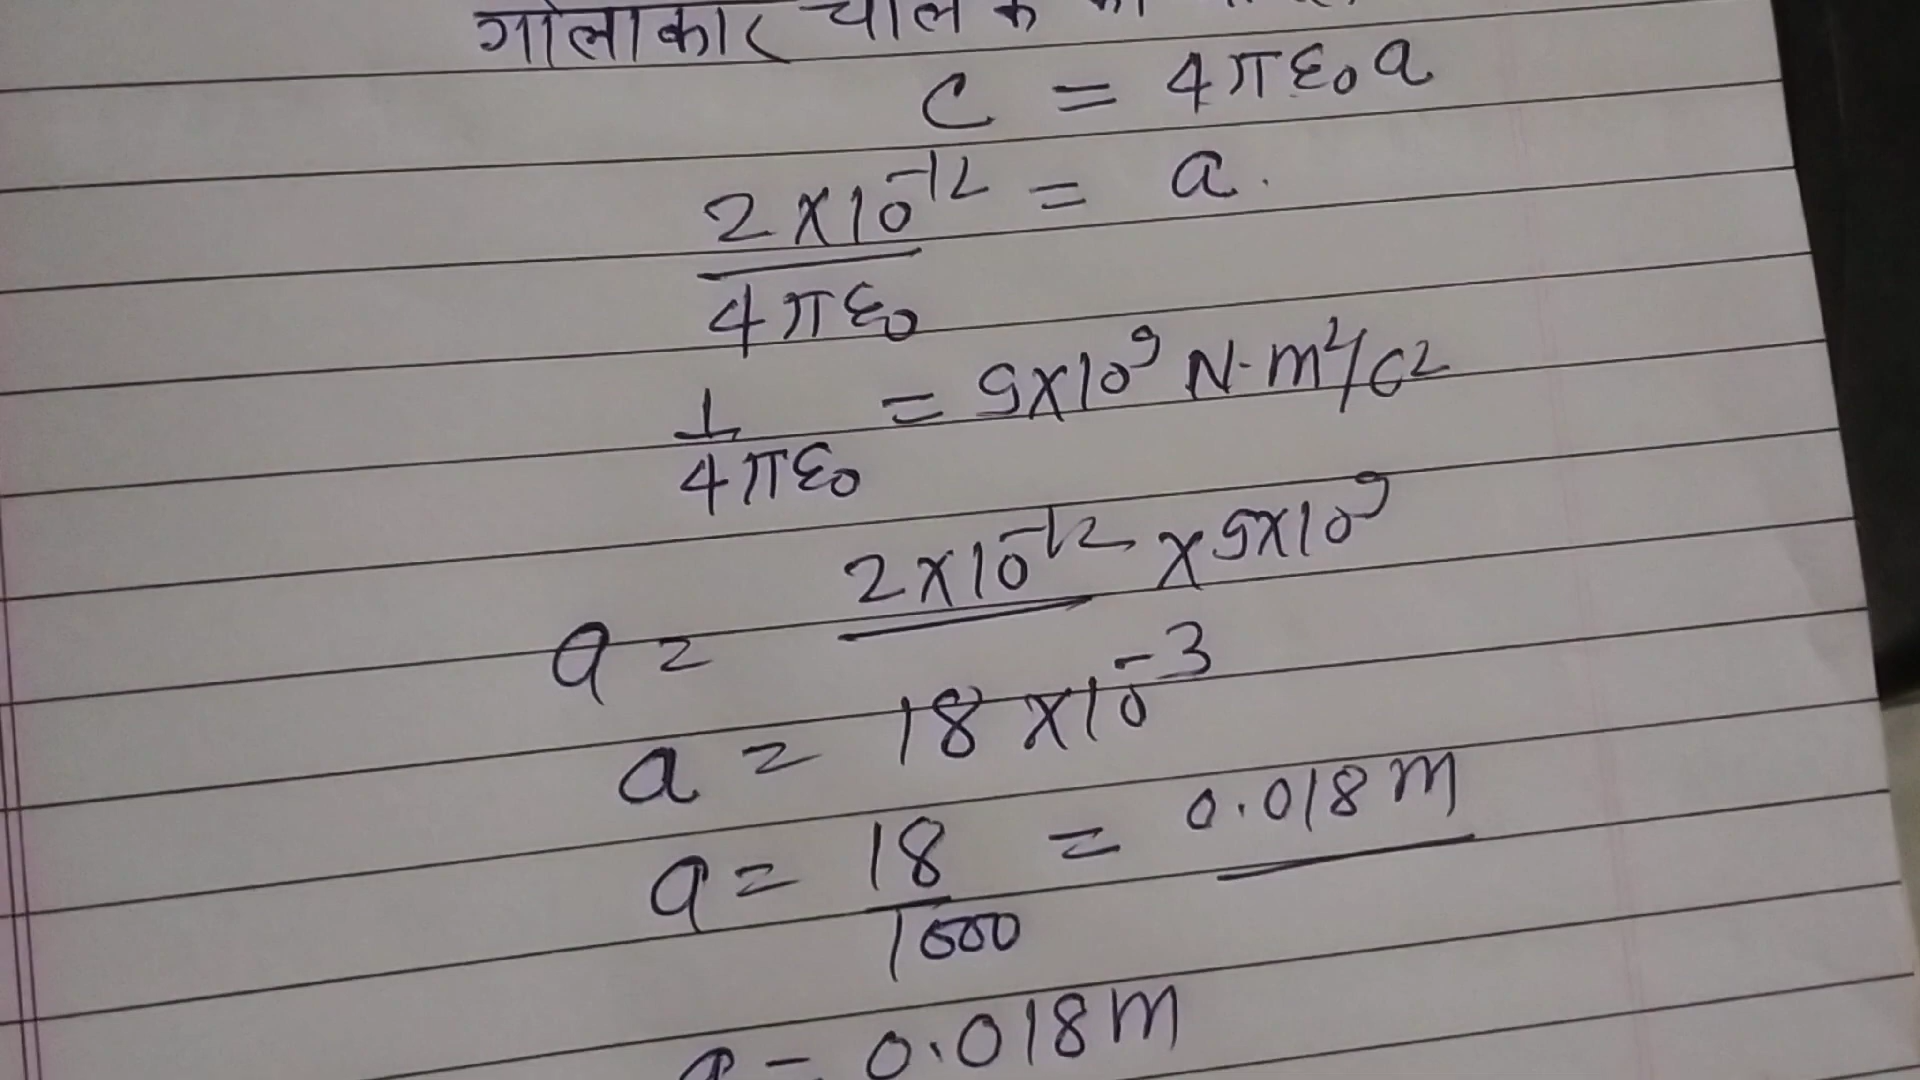 गोलाकार चालक
C = 4πε₀a
2×10⁻¹² / 4πε₀ = a.
1 / 4πε₀ = 9×10⁹ N·m²/C²
a = 2×10⁻¹² × 9×10⁹
a = 18×10⁻³
a = 18 / 1000 = 0.018 m
a = 0.018 m